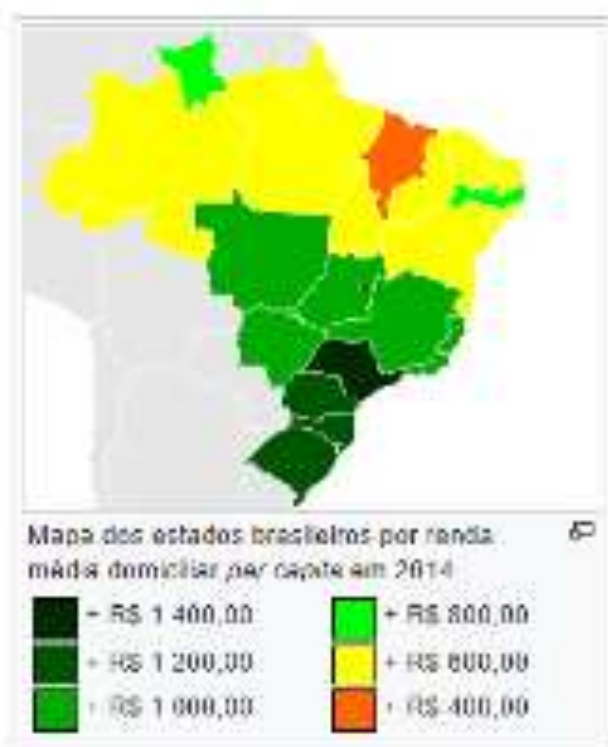 Mapa dos estados brasileiros por renda
média domiciliar per capita em 2014
+ R$ 1 400,00
+ R$ 1 200,00
+ R$ 1 000,00
+ R$ 800,00
+ R$ 600,00
+ R$ 400,00